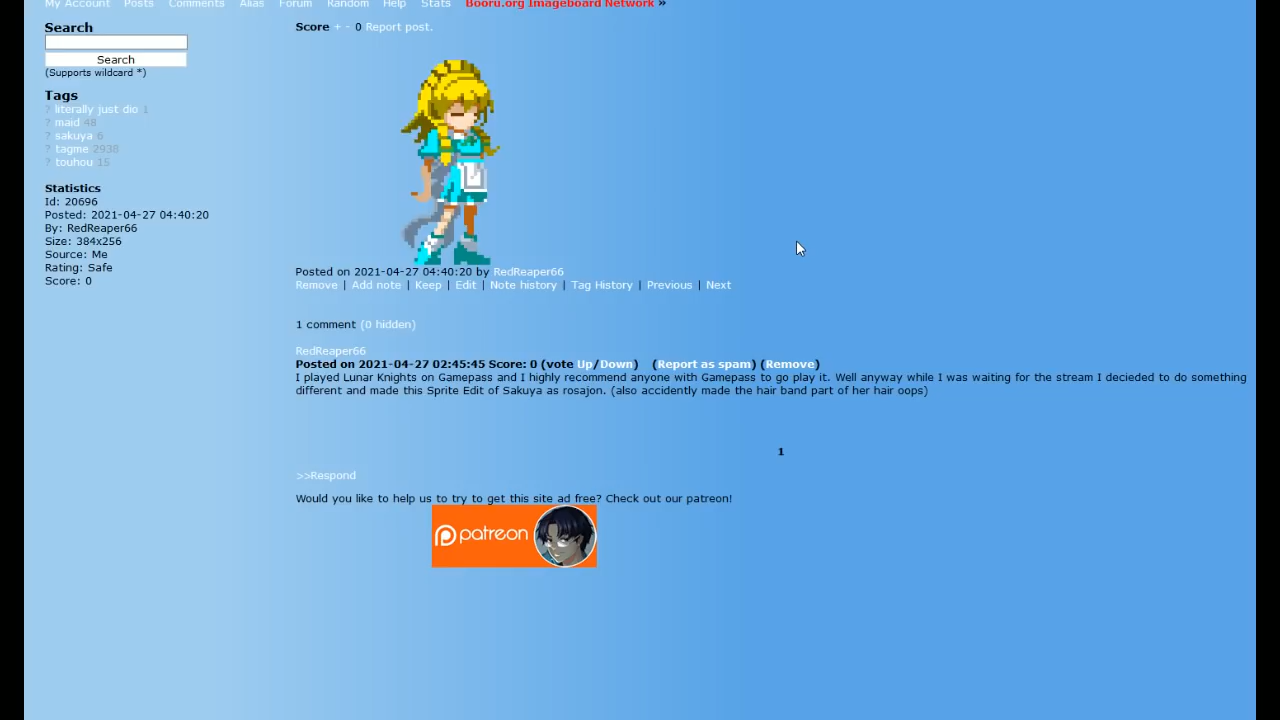 My Account Posts Comments Alias Forum Random Help Stats Booru.org Imageboard Network »
Search
Search
(Supports wildcard *)
Tags
? literally just dio 1
? maid 48
? sakuya 6
? tagme 2938
? touhou 15
Statistics
Id: 20696
Posted: 2021-04-27 04:40:20
By: RedReaper66
Size: 384x256
Source: Me
Rating: Safe
Score: 0
Score + - 0 Report post.
Posted on 2021-04-27 04:40:20 by RedReaper66
Remove | Add note | Keep | Edit | Note history | Tag History | Previous | Next
1 comment (0 hidden)
RedReaper66
Posted on 2021-04-27 02:45:45 Score: 0 (vote Up/Down) (Report as spam) (Remove)
I played Lunar Knights on Gamepass and I highly recommend anyone with Gamepass to go play it. Well anyway while I was waiting for the stream I decieded to do something
different and made this Sprite Edit of Sakuya as rosajon. (also accidently made the hair band part of her hair oops)
1
>>Respond
Would you like to help us to try to get this site ad free? Check out our patreon!
patreon